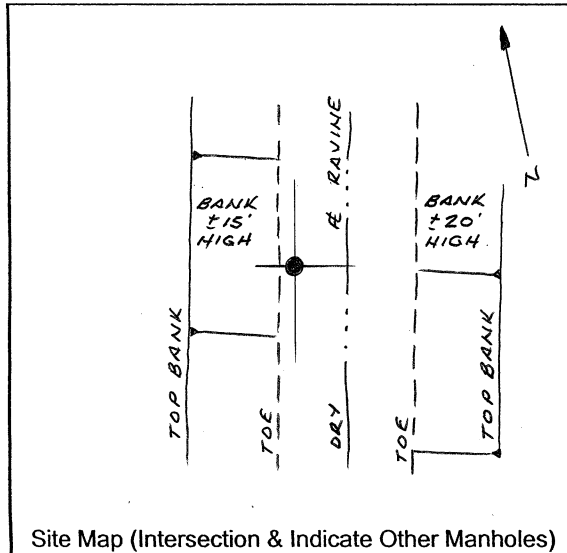 BANK
±15'
HIGH
TOP BANK
TOE
DRY ℄ RAVINE
BANK
±20'
HIGH
TOE
TOP BANK
N
Site Map (Intersection & Indicate Other Manholes)